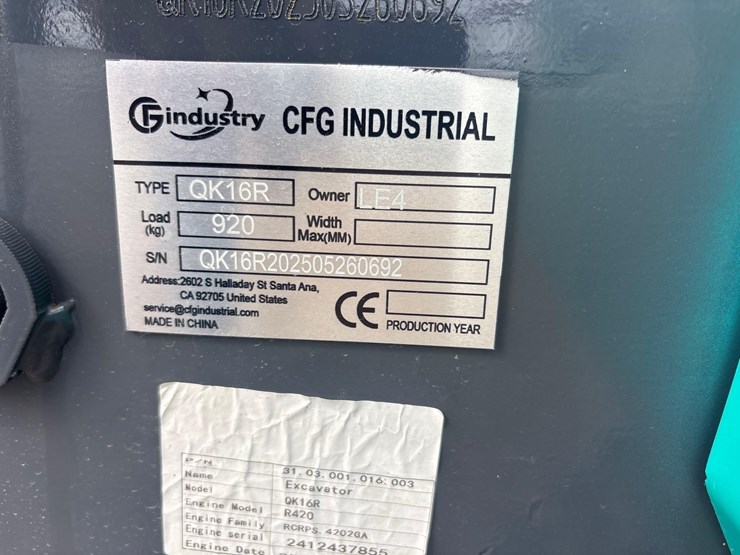 QK16R202505260692
Findustry CFG INDUSTRIAL
TYPE QK16R Owner LE4
Load (kg) 920 Width Max(MM)
S/N QK16R202505260692
Address:2602 S Halladay St Santa Ana,
CA 92705 United States
service@cfgindustrial.com
MADE IN CHINA
CE PRODUCTION YEAR
P/N 31.03.001.016.003
Name Excavator
Model QK16R
Engine Model R420
Engine Family RCRPS.4202GA
Engine serial 2412437855
Engine Date